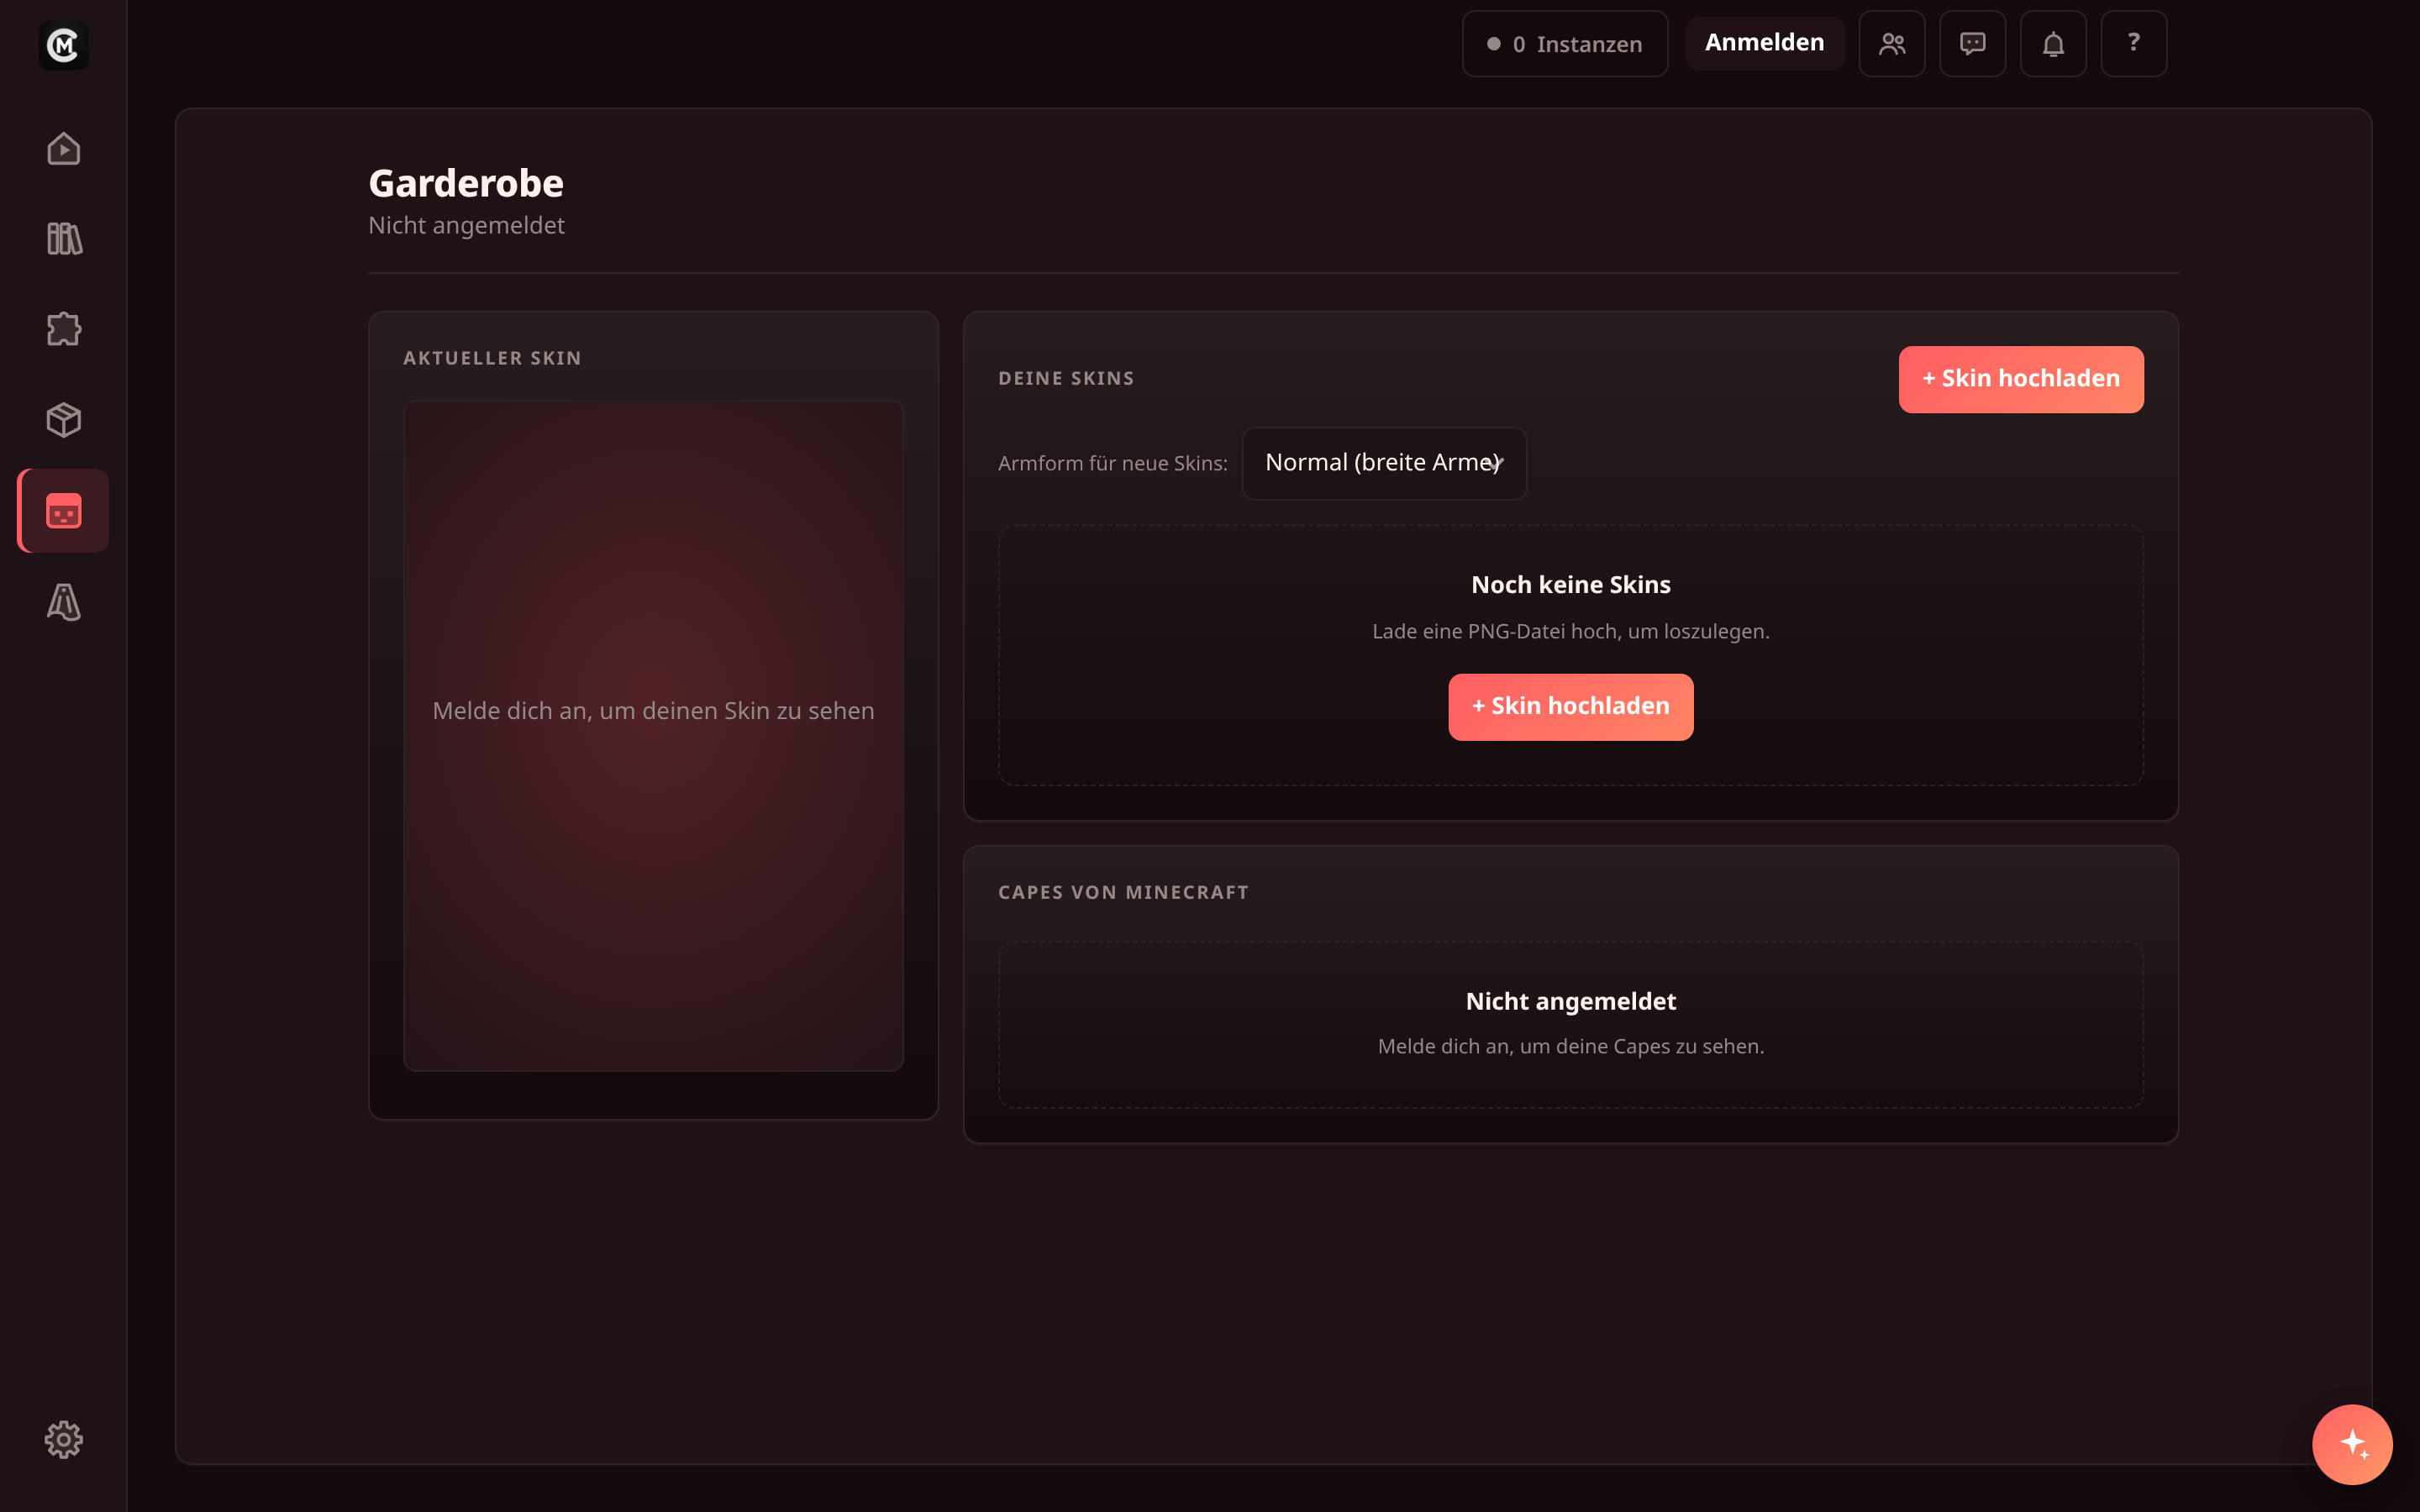 0 Instanzen
Anmelden
?
Garderobe
Nicht angemeldet
AKTUELLER SKIN
Melde dich an, um deinen Skin zu sehen
DEINE SKINS
+ Skin hochladen
Armform für neue Skins:
Normal (breite Arme)
Noch keine Skins
Lade eine PNG-Datei hoch, um loszulegen.
+ Skin hochladen
CAPES VON MINECRAFT
Nicht angemeldet
Melde dich an, um deine Capes zu sehen.